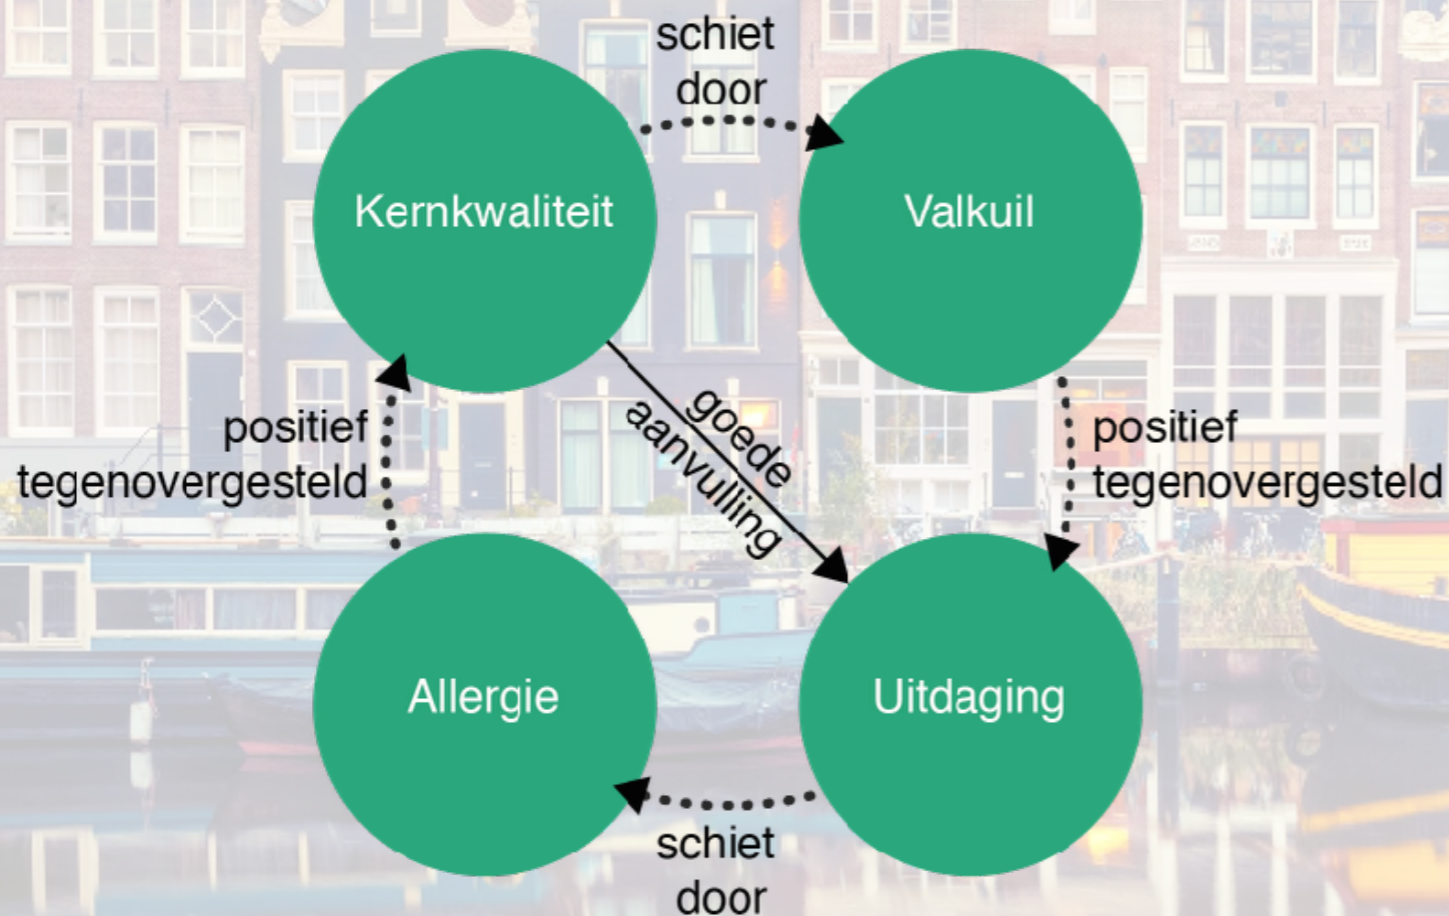 schiet
door
Kernkwaliteit
Valkuil
positief
tegenovergesteld
goede
aanvulling
positief
tegenovergesteld
Allergie
Uitdaging
schiet
door